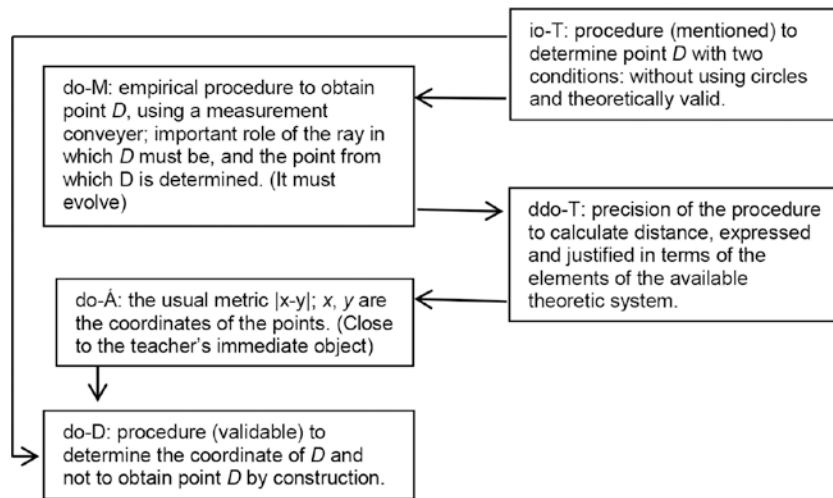 io-T: procedure (mentioned) to
determine point D with two
conditions: without using circles
and theoretically valid.
do-M: empirical procedure to obtain
point D, using a measurement
conveyer; important role of the ray in
which D must be, and the point from
which D is determined. (It must
evolve)
ddo-T: precision of the procedure
to calculate distance, expressed
and justified in terms of the
elements of the available
theoretic system.
do-Á: the usual metric |x-y|; x, y are
the coordinates of the points. (Close
to the teacher's immediate object)
do-D: procedure (validable) to
determine the coordinate of D and
not to obtain point D by construction.